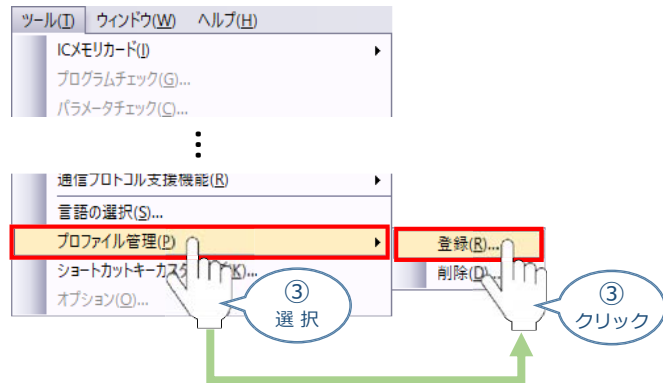 ツール(T) ウィンドウ(W) ヘルプ(H)
ICメモリカード(I)
プログラムチェック(G)...
パラメータチェック(C)...
通信プロトコル支援機能(R)
言語の選択(S)...
プロファイル管理(P)
登録(R)...
ショートカットキーカスタ (K)...
削除(D)...
オプション(O)...
③
選 択
③
クリック